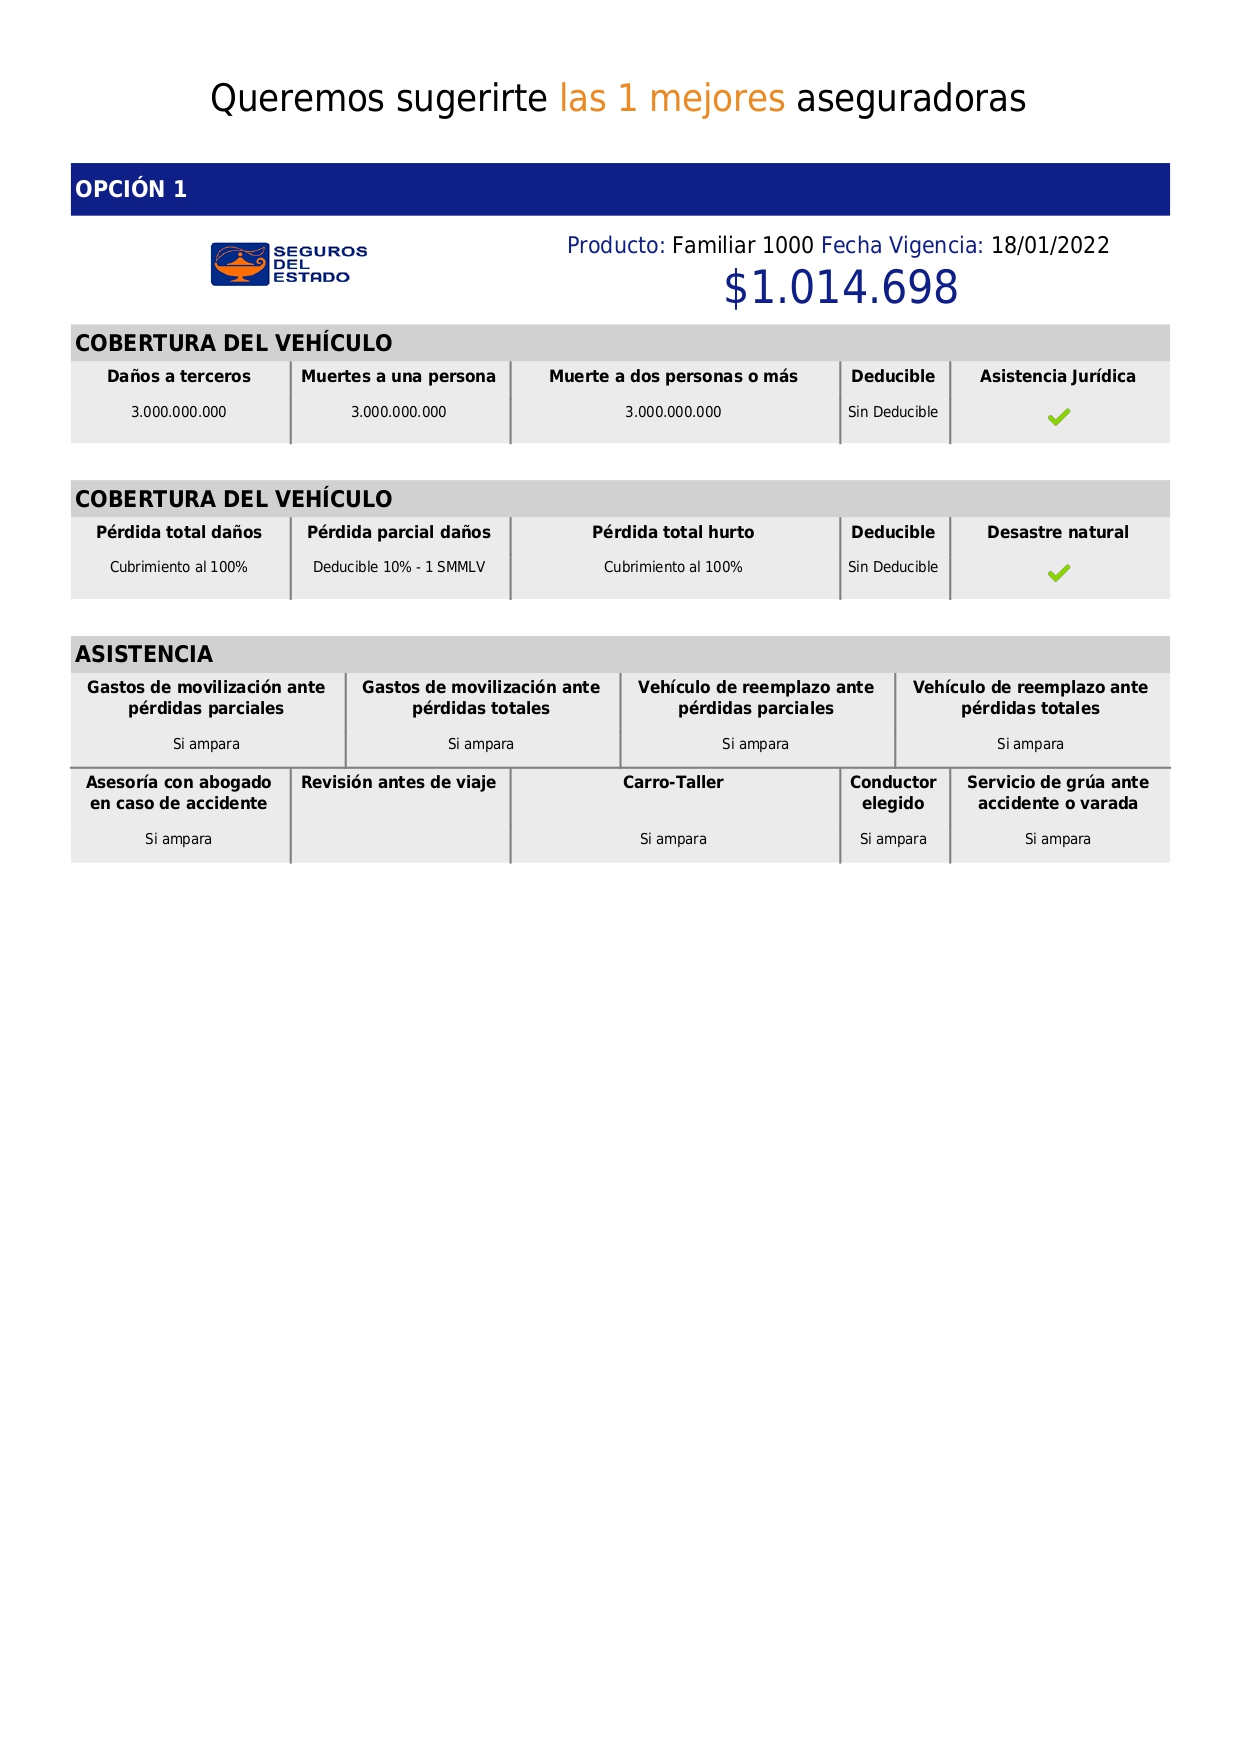 Queremos sugerirte las 1 mejores aseguradoras
OPCIÓN 1
SEGUROS
DEL
ESTADO
Producto: Familiar 1000 Fecha Vigencia: 18/01/2022
$1.014.698
COBERTURA DEL VEHÍCULO
Daños a terceros Muertes a una persona Muerte a dos personas o más Deducible Asistencia Jurídica
3.000.000.000 3.000.000.000 3.000.000.000 Sin Deducible
COBERTURA DEL VEHÍCULO
Pérdida total daños Pérdida parcial daños Pérdida total hurto Deducible Desastre natural
Cubrimiento al 100% Deducible 10% - 1 SMMLV Cubrimiento al 100% Sin Deducible
ASISTENCIA
Gastos de movilización ante Gastos de movilización ante Vehículo de reemplazo ante Vehículo de reemplazo ante
pérdidas parciales pérdidas totales pérdidas parciales pérdidas totales
Si ampara Si ampara Si ampara Si ampara
Asesoría con abogado Revisión antes de viaje Carro-Taller Conductor Servicio de grúa ante
en caso de accidente elegido accidente o varada
Si ampara Si ampara Si ampara Si ampara